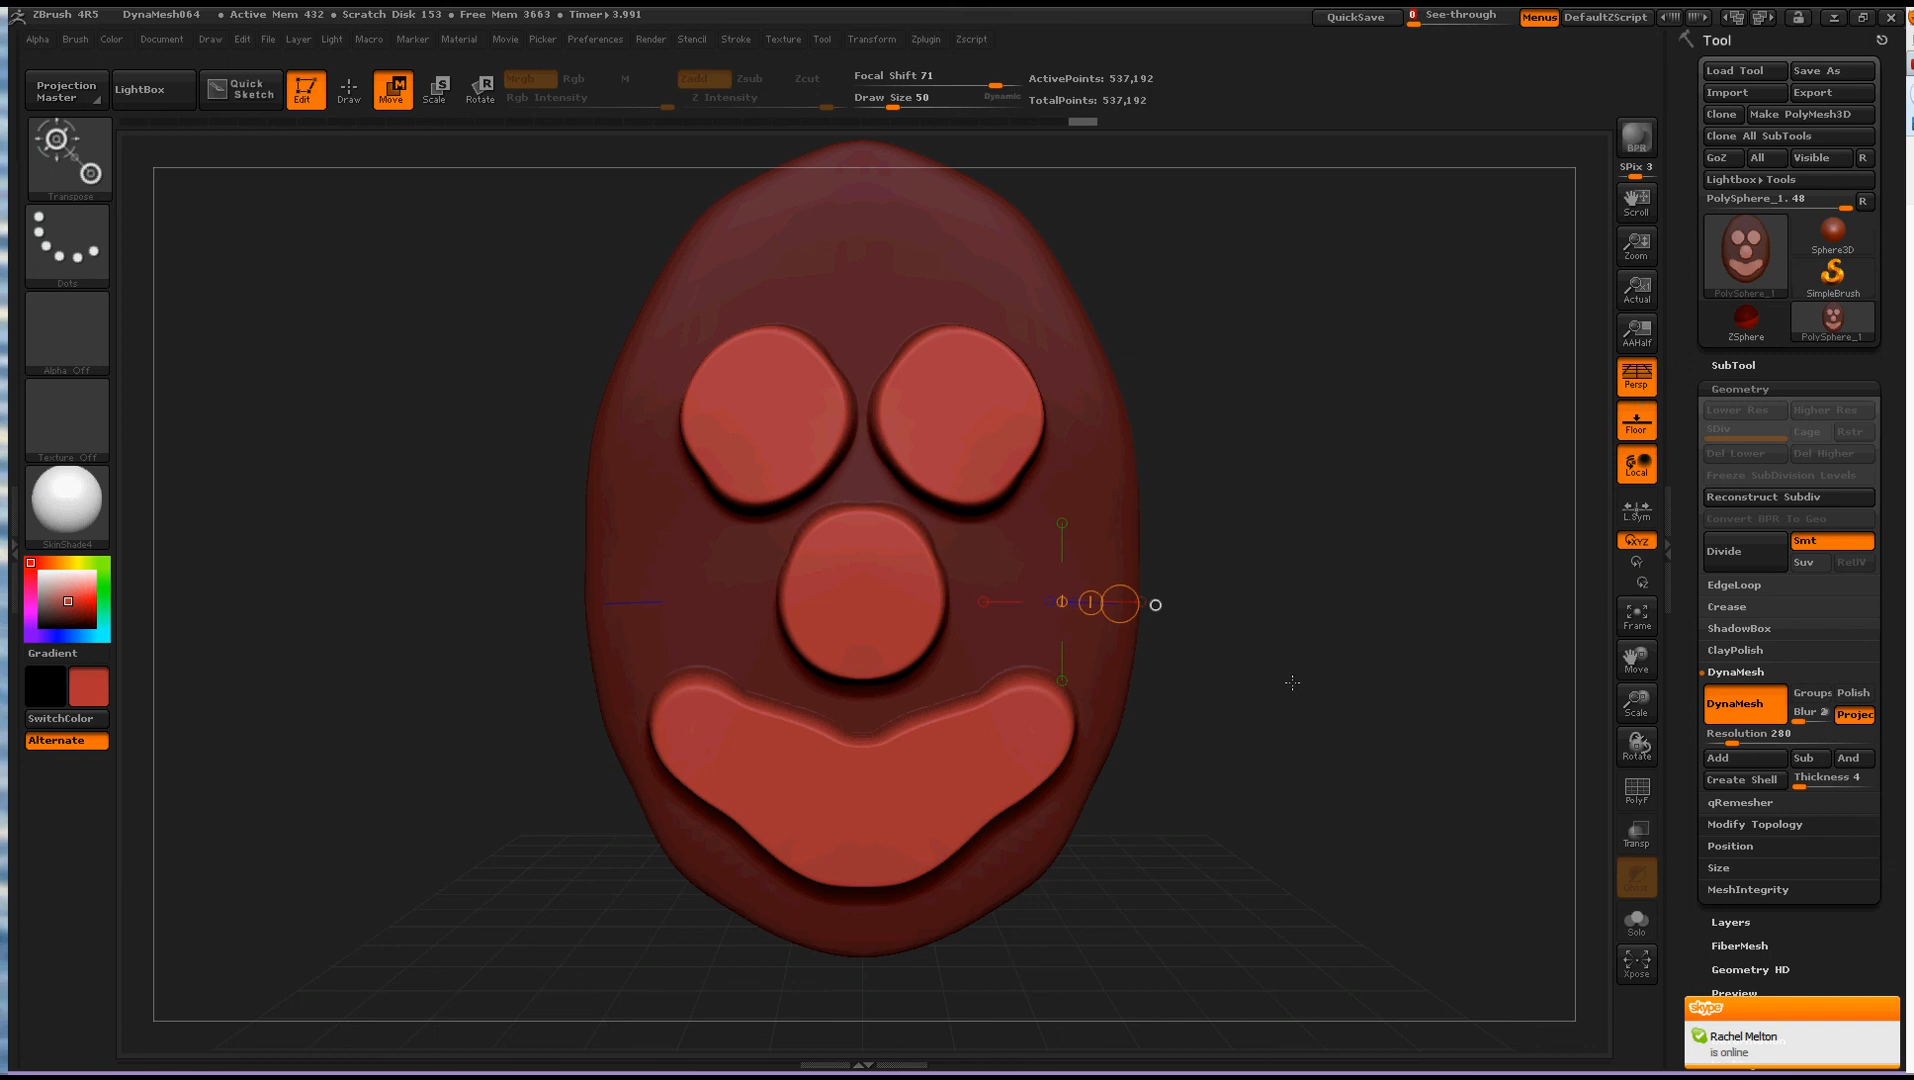 ZBrush 4R5 DynaMesh064 • Active Mem 432 • Scratch Disk 153 • Free Mem 3663 • Timer▸3.991 QuickSave 0 See-through Menus DefaultZScript
Alpha Brush Color Document Draw Edit File Layer Light Macro Marker Material Movie Picker Preferences Render Stencil Stroke Texture Tool Transform Zplugin Zscript
Projection Master
LightBox
Quick Sketch
Edit
Draw
Move
Scale
Rotate
Mrgb Rgb M
Rgb Intensity
Zadd Zsub Zcut
Z Intensity
Focal Shift 71
Draw Size 50 Dynamic
ActivePoints: 537,192
TotalPoints: 537,192
Transpose
Dots
Alpha Off
Texture Off
SkinShade4
Gradient
SwitchColor
Alternate
BPR
SPix 3
Scroll
Zoom
Actual
AAHalf
Persp
Floor
Local
L.Sym
XYZ
Y
Z
Frame
Move
Scale
Rotate
PolyF
Transp
Ghost
Solo
Xpose
Tool
Load Tool Save As
Import Export
Clone Make PolyMesh3D
Clone All SubTools
GoZ All Visible R
Lightbox▸Tools
PolySphere_1. 48 R
PolySphere_1
Sphere3D
SimpleBrush
ZSphere
PolySphere_1
SubTool
Geometry
Lower Res Higher Res
SDiv Cage Rstr
Del Lower Del Higher
Freeze SubDivision Levels
Reconstruct Subdiv
Convert BPR To Geo
Divide Smt
Suv ReUV
EdgeLoop
Crease
ShadowBox
ClayPolish
DynaMesh
DynaMesh Groups Polish
Blur 2 Projec
Resolution 280
Add Sub And
Create Shell Thickness 4
qRemesher
Modify Topology
Position
Size
MeshIntegrity
Layers
FiberMesh
Geometry HD
Preview
skype
Rachel Melton
is online